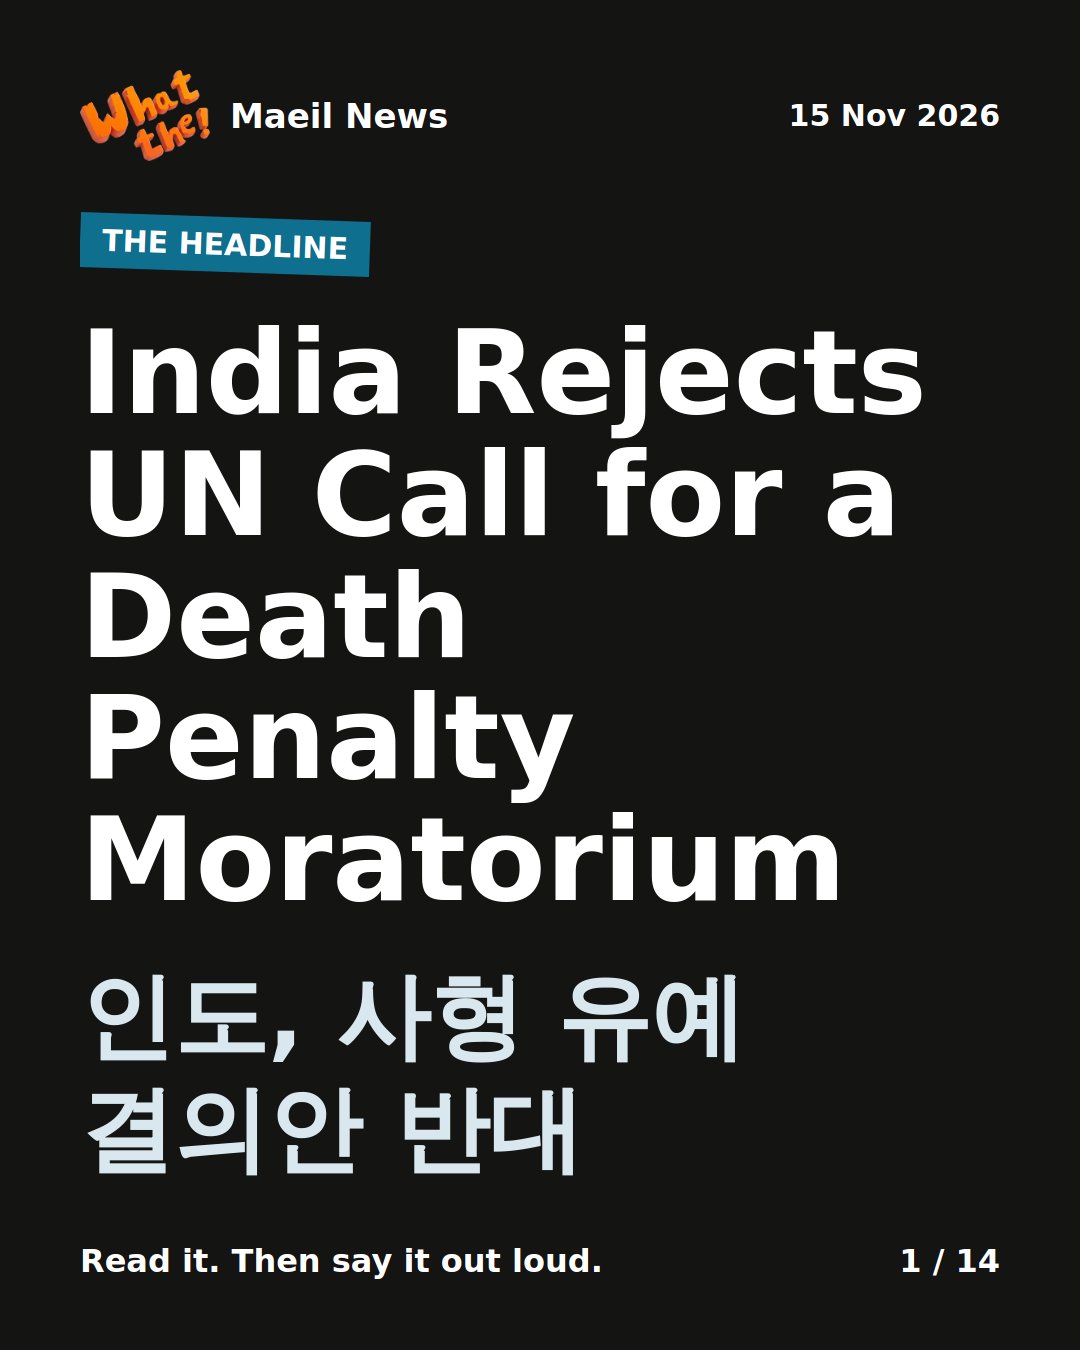 What the!
Maeil News
15 Nov 2026
THE HEADLINE
India Rejects
UN Call for a
Death
Penalty
Moratorium
인도, 사형 유예
결의안 반대
Read it. Then say it out loud.
1 / 14